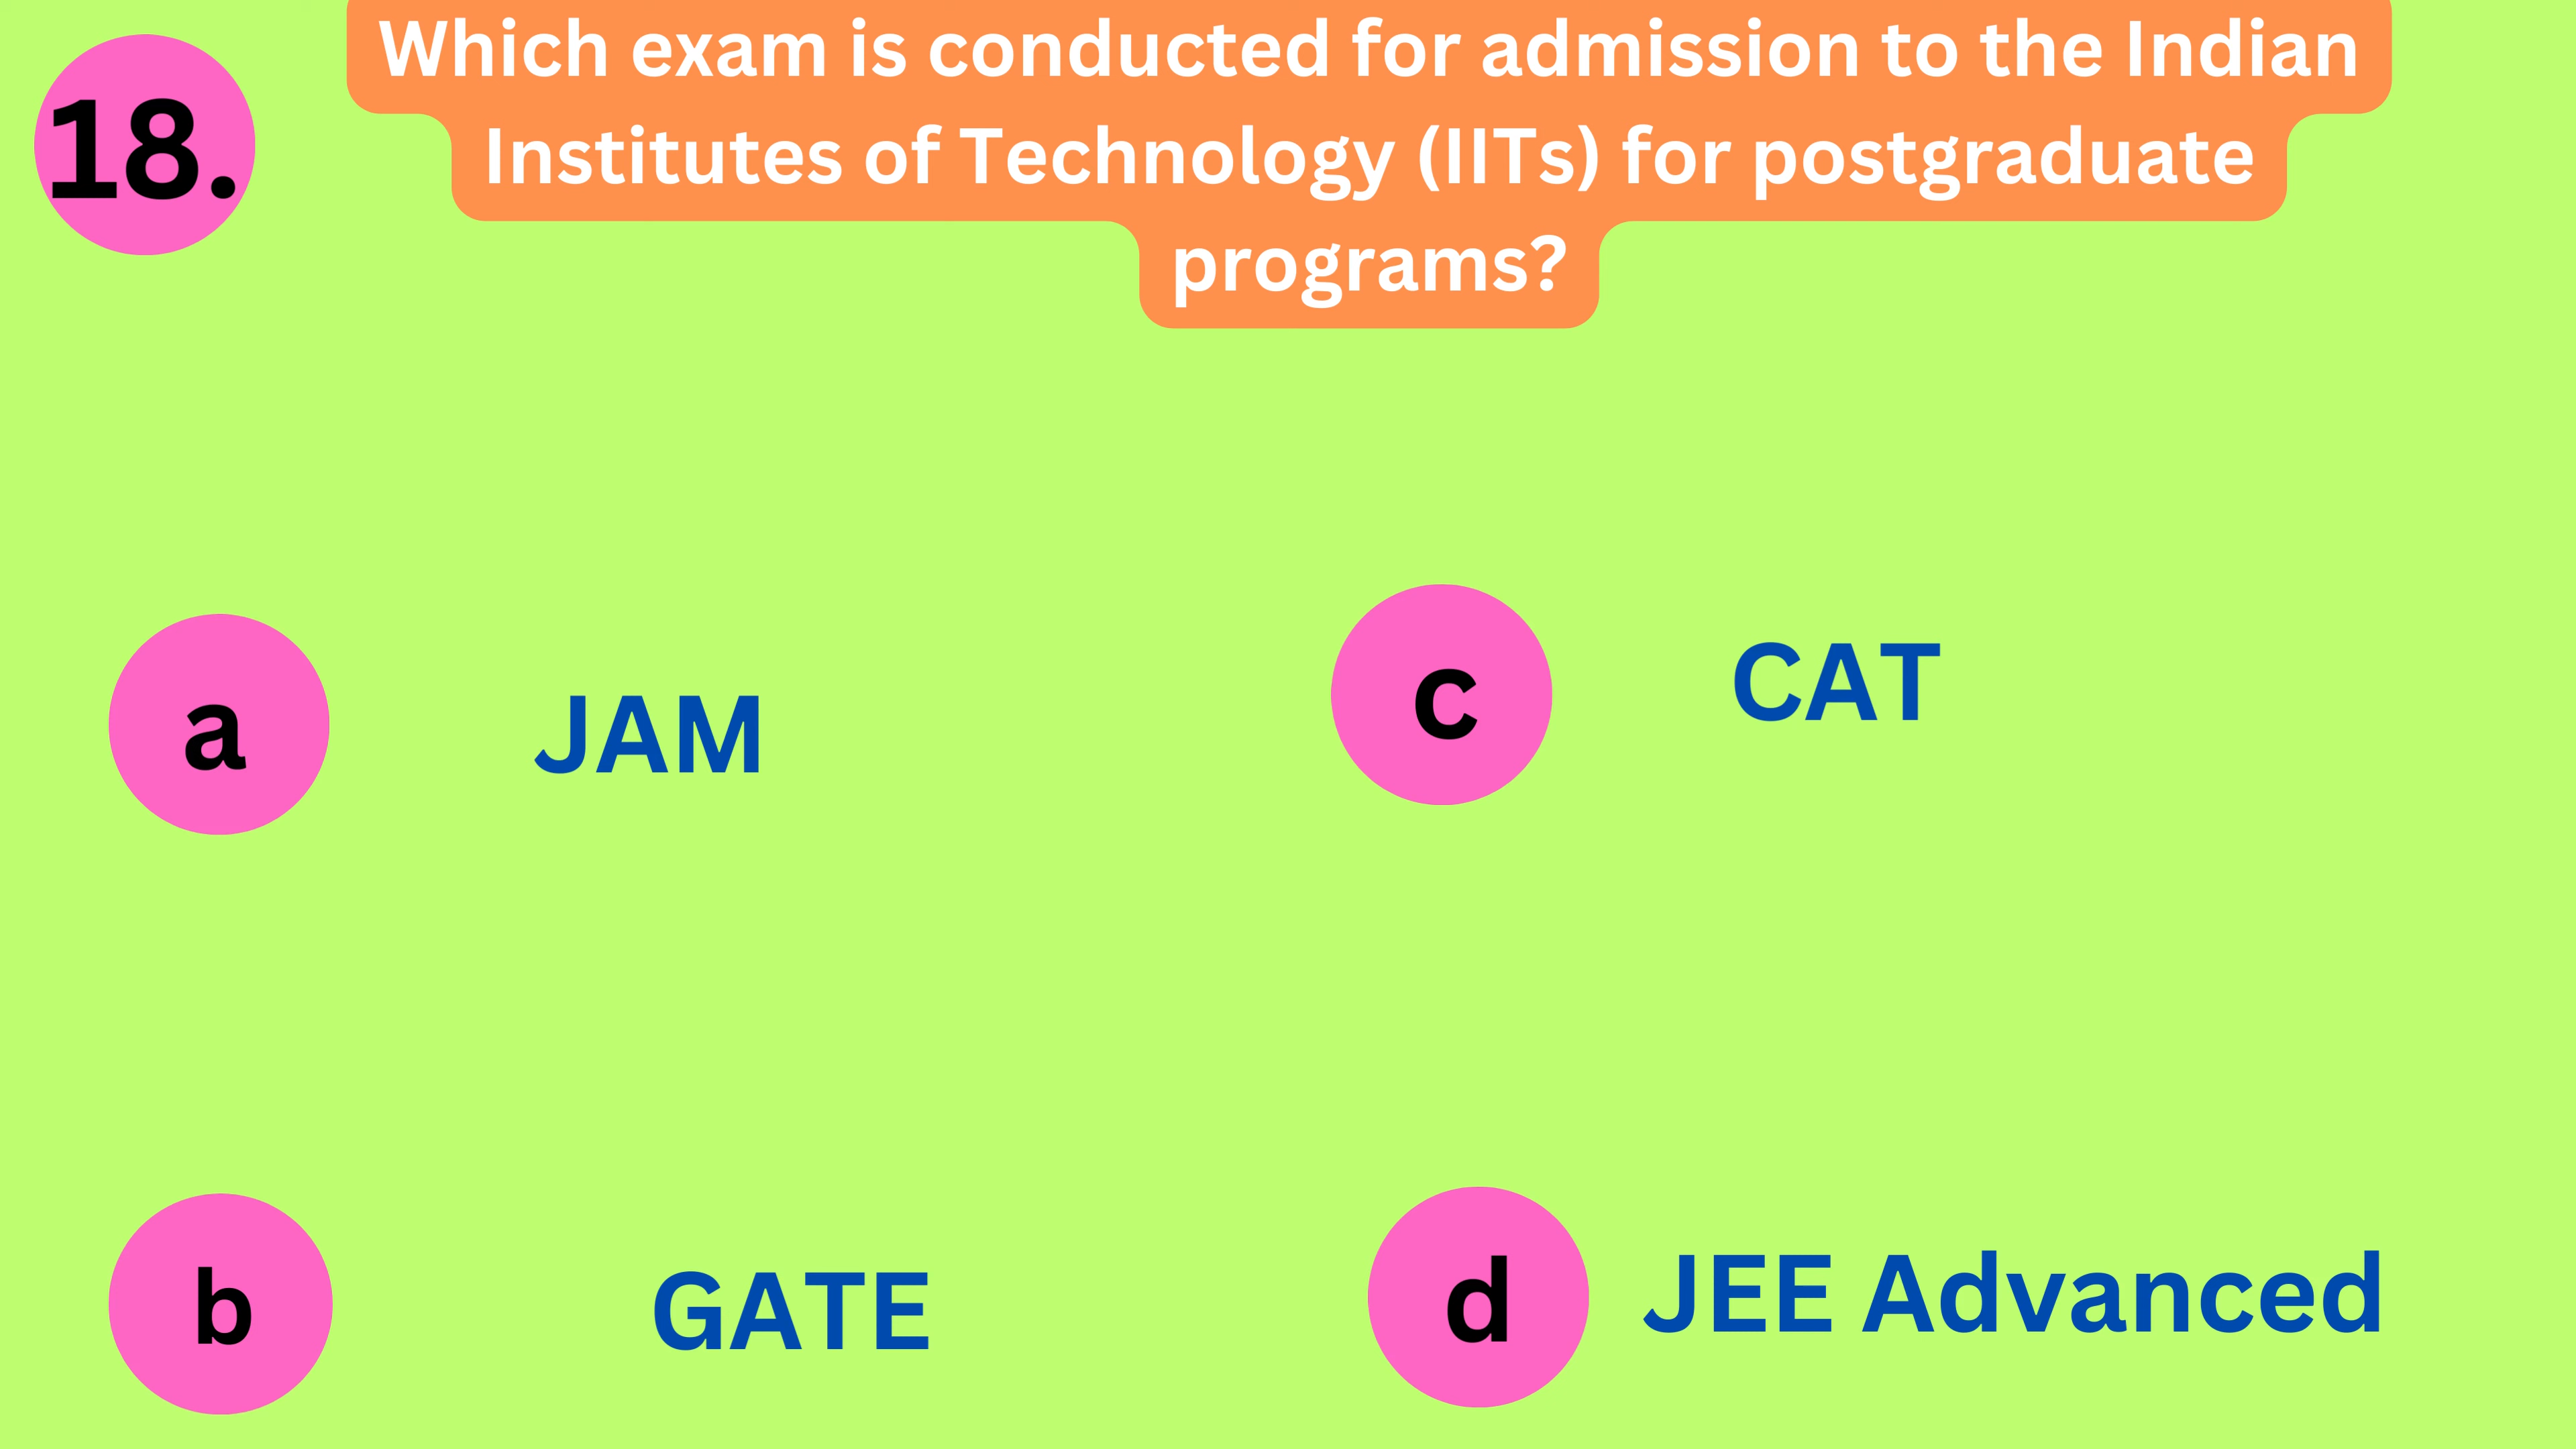 18.
Which exam is conducted for admission to the Indian
Institutes of Technology (IITs) for postgraduate
programs?
a
JAM
c
CAT
b
GATE
d
JEE Advanced